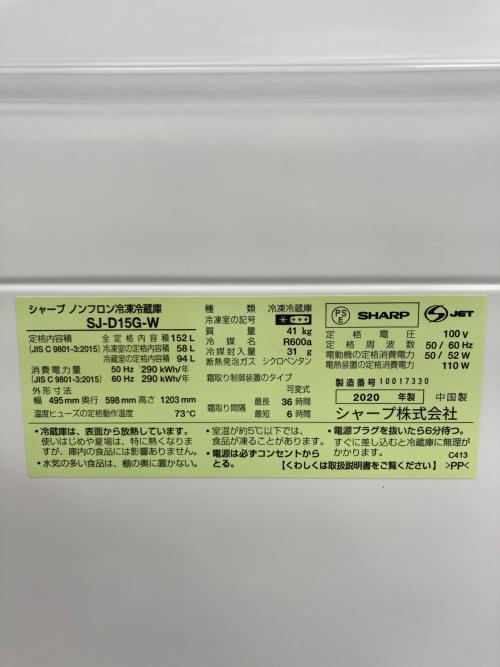 シャープ ノンフロン冷凍冷蔵庫
SJ-D15G-W
定格内容積 全定格内容積 152 L
(JIS C 9801-3:2015) 冷凍室の定格内容積 58 L
冷蔵室の定格内容積 94 L
消費電力量 50 Hz 290 kWh/年
(JIS C 9801-3:2015) 60 Hz 290 kWh/年
外形寸法
幅 495 mm 奥行 598 mm 高さ 1203 mm
温度ヒューズの定格動作温度 73℃
種類 冷凍冷蔵庫
冷凍室の記号 * ***
質量 41 kg
冷媒名 R600a
冷媒封入量 31 g
断熱発泡ガス シクロペンタン
霜取り制御装置のタイプ
可変式
霜取り間隔 最長 36 時間
最短 6 時間
PS
E
SHARP
S JET
定格電圧 100 V
定格周波数 50 / 60 Hz
電動機の定格消費電力 50 / 52 W
電熱装置の定格消費電力 110 W
製造番号 10017330
2020 年製 中国製
シャープ株式会社
・冷蔵庫は、表面から放熱しています。
使いはじめや夏場は、特に熱くなりま
すが、庫内の食品には影響ありません。
・水気の多い食品は、棚の奥に置かない。
・室温が約5℃以下では、
食品が凍ることがあります。
・電源は必ずコンセントから
とる。
・電源プラグを抜いたら6分待つ。
すぐに差し込むと冷蔵庫に無理が
かかります。
C413
【くわしくは取扱説明書をご覧ください】 >PP<